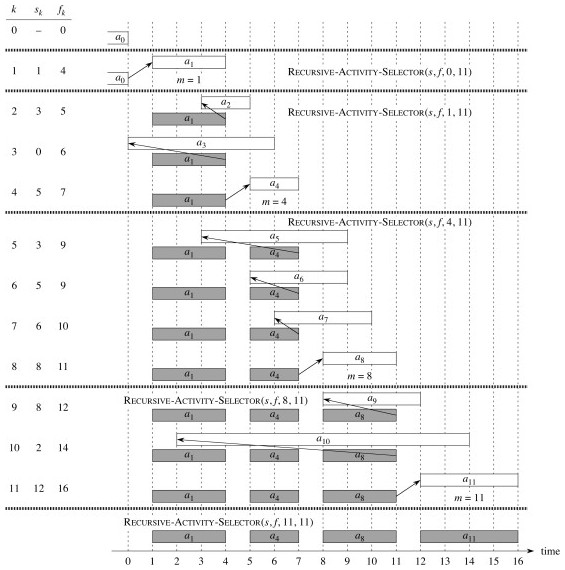 k s_k f_k
0 – 0
a_0
1 1 4
a_1
a_0
m = 1
RECURSIVE-ACTIVITY-SELECTOR(s, f, 0, 11)
2 3 5
a_2
a_1
RECURSIVE-ACTIVITY-SELECTOR(s, f, 1, 11)
3 0 6
a_3
a_1
4 5 7
a_4
a_1
m = 4
RECURSIVE-ACTIVITY-SELECTOR(s, f, 4, 11)
5 3 9
a_5
a_1 a_4
6 5 9
a_6
a_1 a_4
7 6 10
a_7
a_1 a_4
8 8 11
a_8
a_1 a_4
m = 8
RECURSIVE-ACTIVITY-SELECTOR(s, f, 8, 11)
9 8 12
a_9
a_1 a_4 a_8
10 2 14
a_10
a_1 a_4 a_8
11 12 16
a_11
a_1 a_4 a_8
m = 11
RECURSIVE-ACTIVITY-SELECTOR(s, f, 11, 11)
a_1 a_4 a_8 a_11
time
0 1 2 3 4 5 6 7 8 9 10 11 12 13 14 15 16